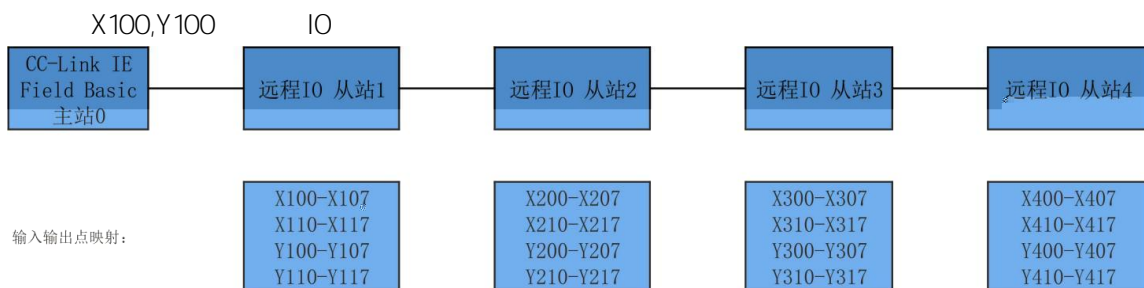 X100,Y100 IO
CC-Link IE
Field Basic
主站0
远程IO 从站1
远程IO 从站2
远程IO 从站3
远程IO 从站4
输入输出点映射:
X100-X107
X110-X117
Y100-Y107
Y110-Y117
X200-X207
X210-X217
Y200-Y207
Y210-Y217
X300-X307
X310-X317
Y300-Y307
Y310-Y317
X400-X407
X410-X417
Y400-Y407
Y410-Y417